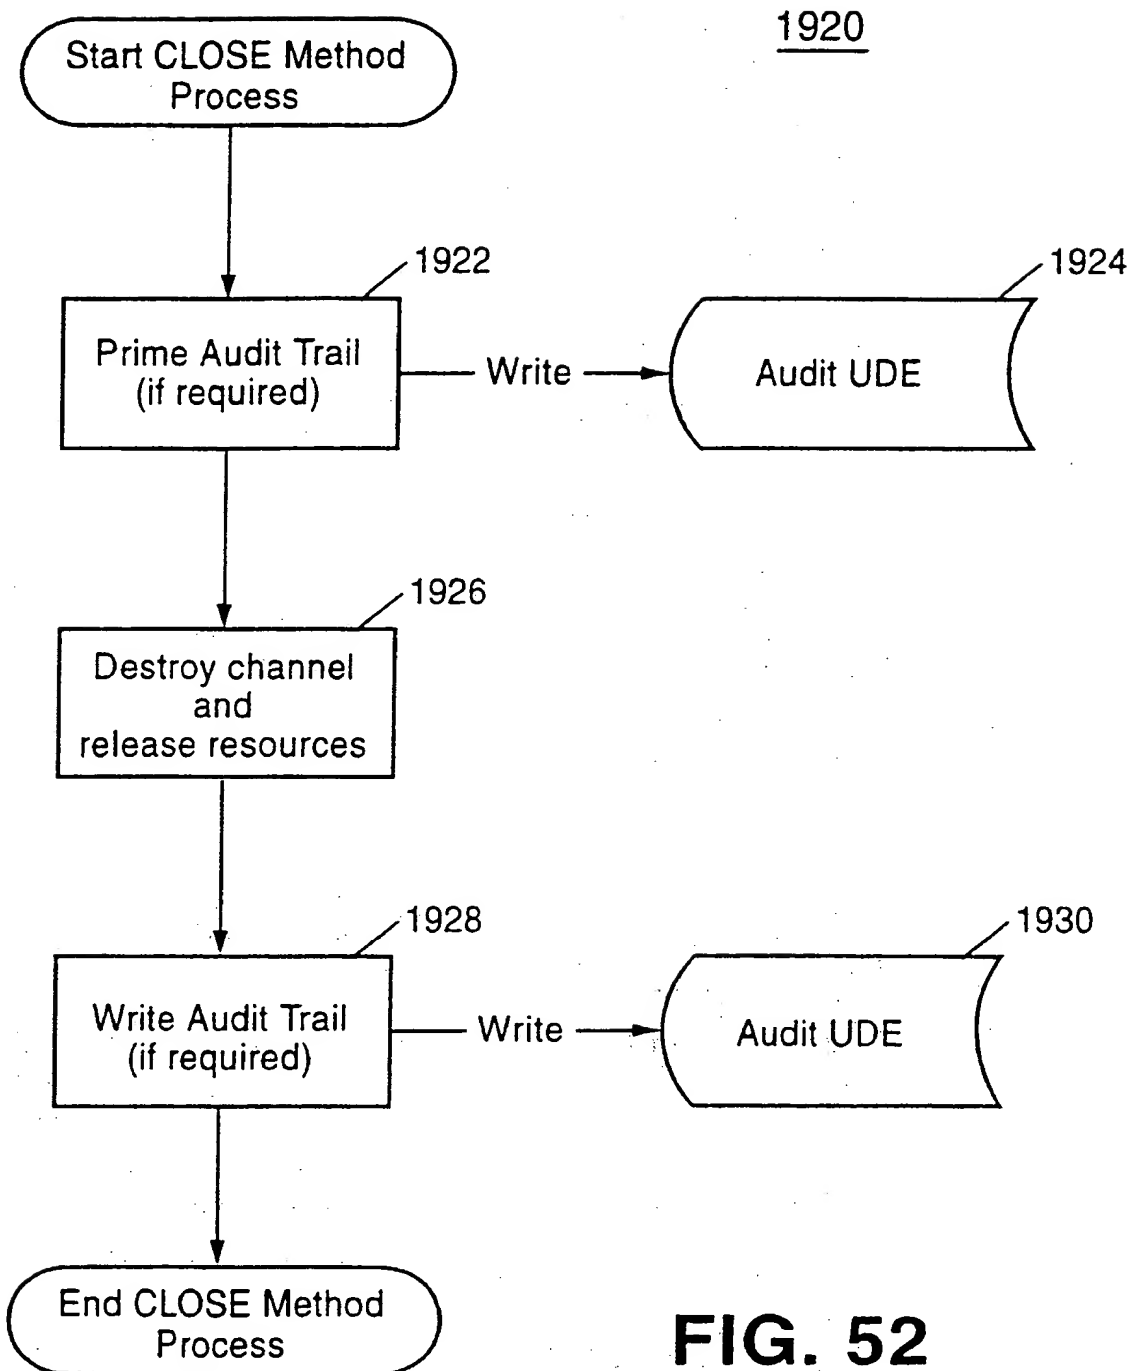 1920
Start CLOSE Method
Process
1922
Prime Audit Trail
(if required)
Write
1924
Audit UDE
1926
Destroy channel
and
release resources
1928
Write Audit Trail
(if required)
Write
1930
Audit UDE
End CLOSE Method
Process
FIG. 52